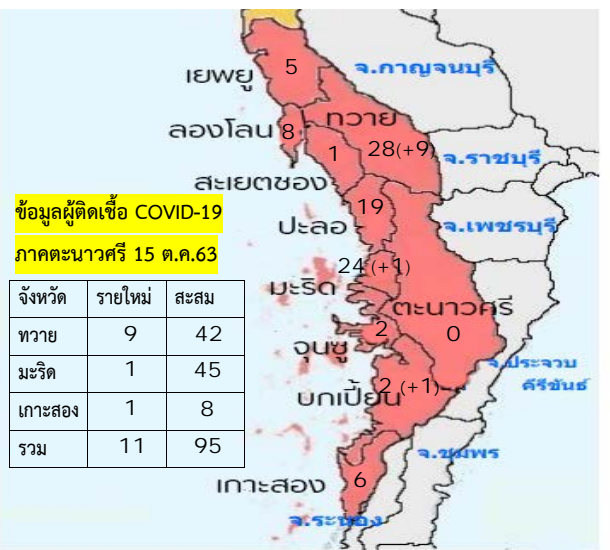 5
จ.กาญจนบุรี
เยพยู
ทวาย
ลองโลน
8
28(+9)
1
จ.ราชบุรี
สะเยตชอง
19
ข้อมูลผู้ติดเชื้อ COVID-19
ปะลอ
จ.เพชรบุรี
ภาคตะนาวศรี 15 ต.ค.63
24 (+1)
มะริด
จังหวัด รายใหม่ สะสม
ตะนาวศรี
ทวาย 9 42
2
0
จุนซู
มะริด 1 45
จ.ประจวบ
คีรีขันธ์
2 (+1)
บกเปี้ยน
เกาะสอง 1 8
รวม 11 95
จ.ชุมพร
เกาะสอง
6
จ.ระนอง